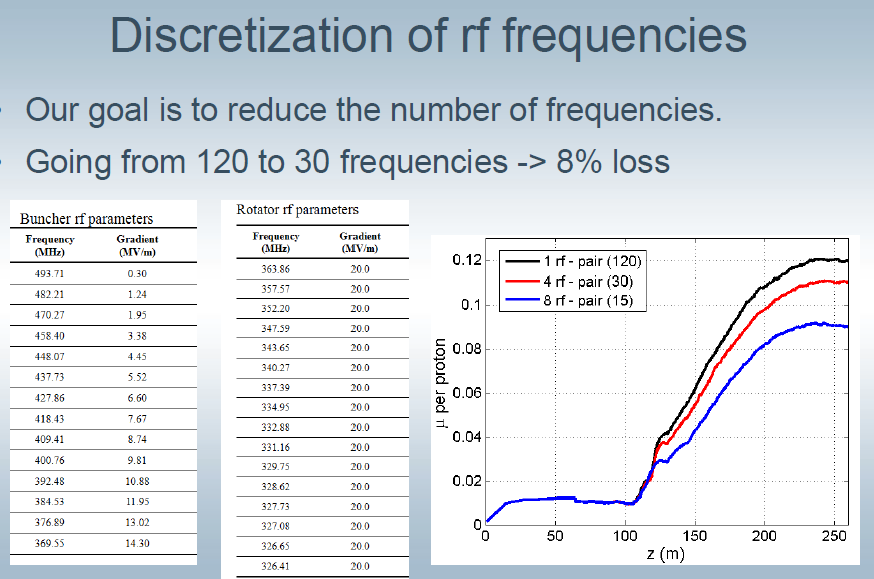 Discretization of rf frequencies
Our goal is to reduce the number of frequencies.
Going from 120 to 30 frequencies -> 8% loss
Buncher rf parameters
Frequency (MHz) Gradient (MV/m)
493.71 0.30
482.21 1.24
470.27 1.95
458.40 3.38
448.07 4.45
437.73 5.52
427.86 6.60
418.43 7.67
409.41 8.74
400.76 9.81
392.48 10.88
384.53 11.95
376.89 13.02
369.55 14.30
Rotator rf parameters
Frequency (MHz) Gradient (MV/m)
363.86 20.0
357.57 20.0
352.20 20.0
347.59 20.0
343.65 20.0
340.27 20.0
337.39 20.0
334.95 20.0
332.88 20.0
331.16 20.0
329.75 20.0
328.62 20.0
327.73 20.0
327.08 20.0
326.65 20.0
326.41 20.0
1 rf - pair (120)
4 rf - pair (30)
8 rf - pair (15)
μ per proton
0.12
0.1
0.08
0.06
0.04
0.02
0
0 50 100 150 200 250
z (m)